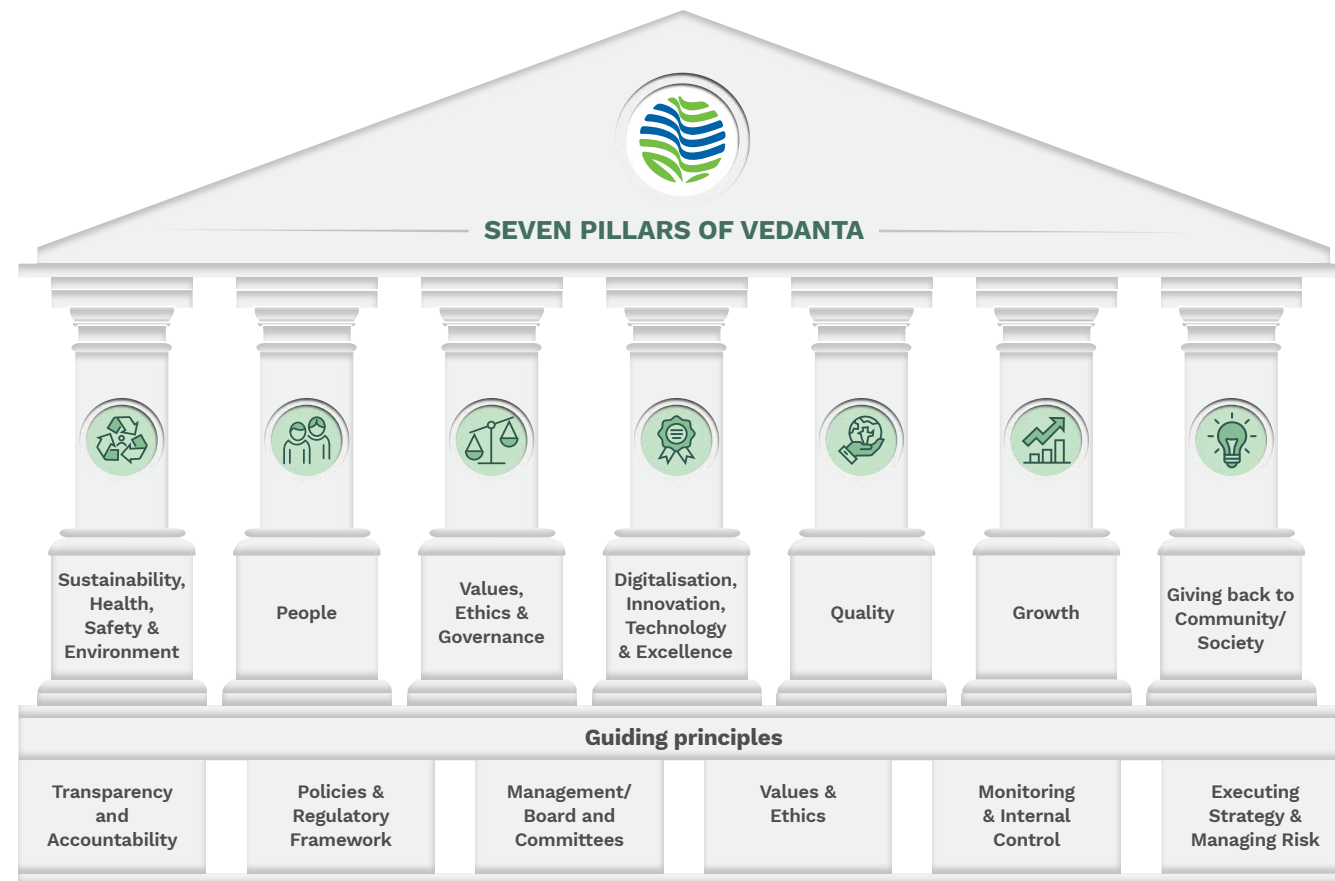 SEVEN PILLARS OF VEDANTA
Sustainability,
Health,
Safety &
Environment
People
Values,
Ethics &
Governance
Digitalisation,
Innovation,
Technology
& Excellence
Quality
Growth
Giving back to
Community/
Society
Guiding principles
Transparency
and
Accountability
Policies &
Regulatory
Framework
Management/
Board and
Committees
Values &
Ethics
Monitoring
& Internal
Control
Executing
Strategy &
Managing Risk